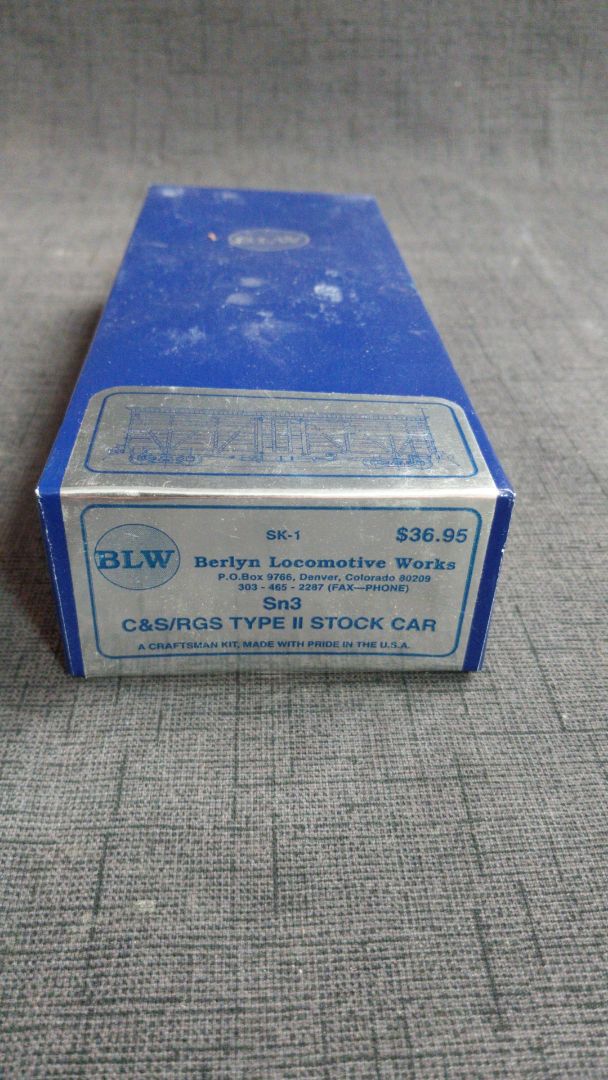 BLW
SK-1 $36.95
BLW
Berlyn Locomotive Works
P.O.Box 9766, Denver, Colorado 80209
303 - 465 - 2287 (FAX—PHONE)
Sn3
C&S/RGS TYPE II STOCK CAR
A CRAFTSMAN KIT, MADE WITH PRIDE IN THE U.S.A.